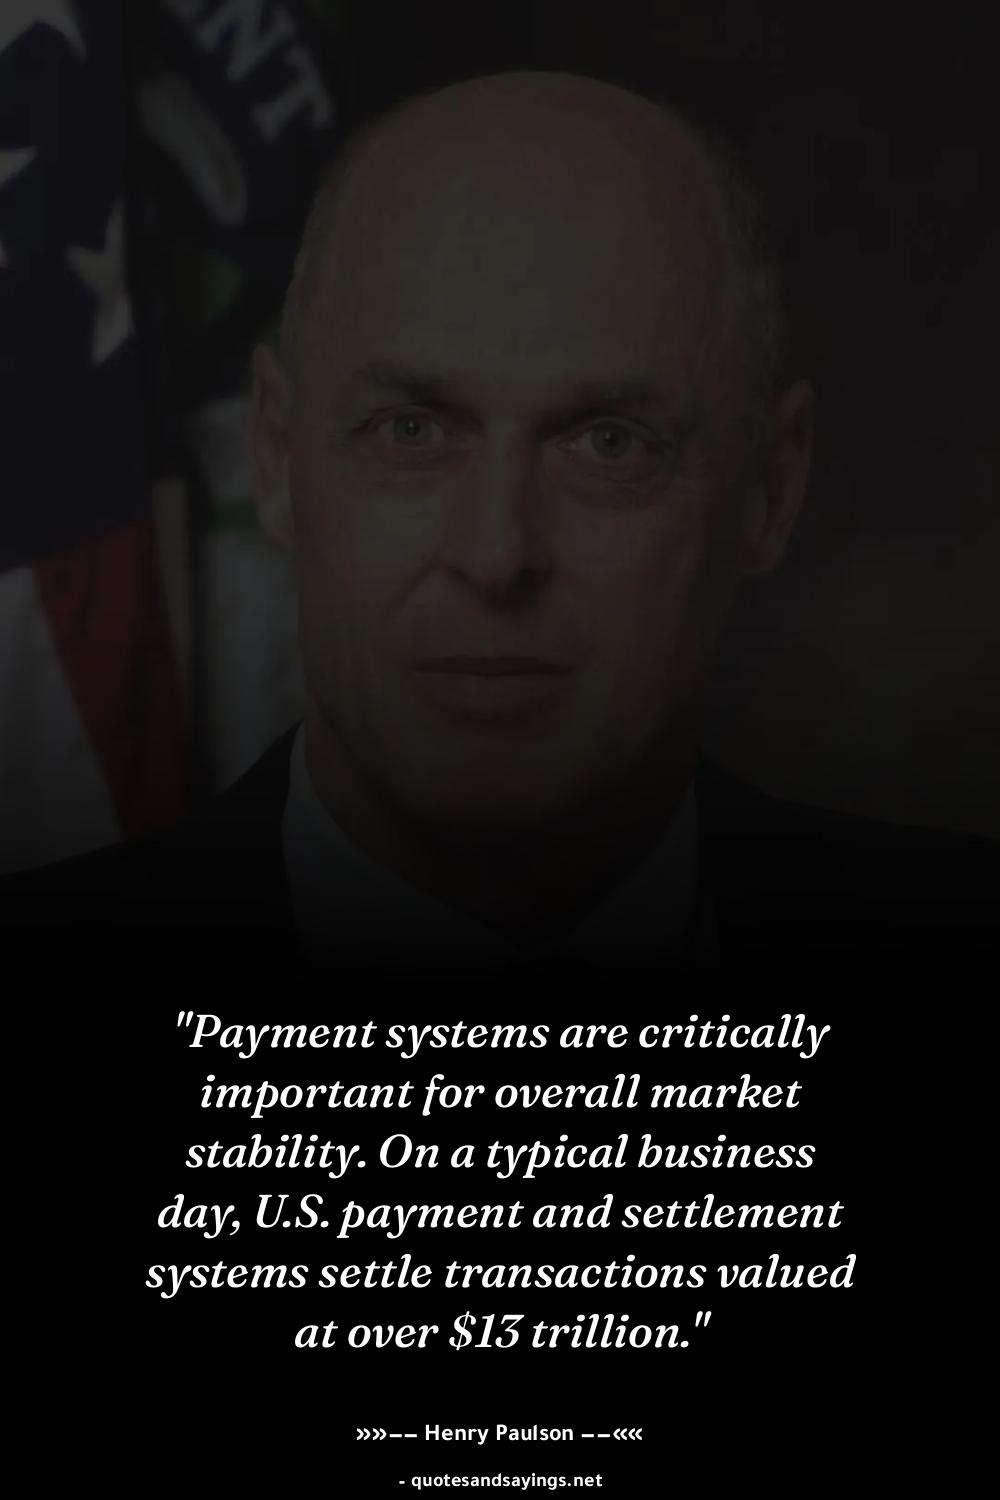 NT
"Payment systems are critically
important for overall market
stability. On a typical business
day, U.S. payment and settlement
systems settle transactions valued
at over $13 trillion."
»»–– Henry Paulson ––««
- quotesandsayings.net